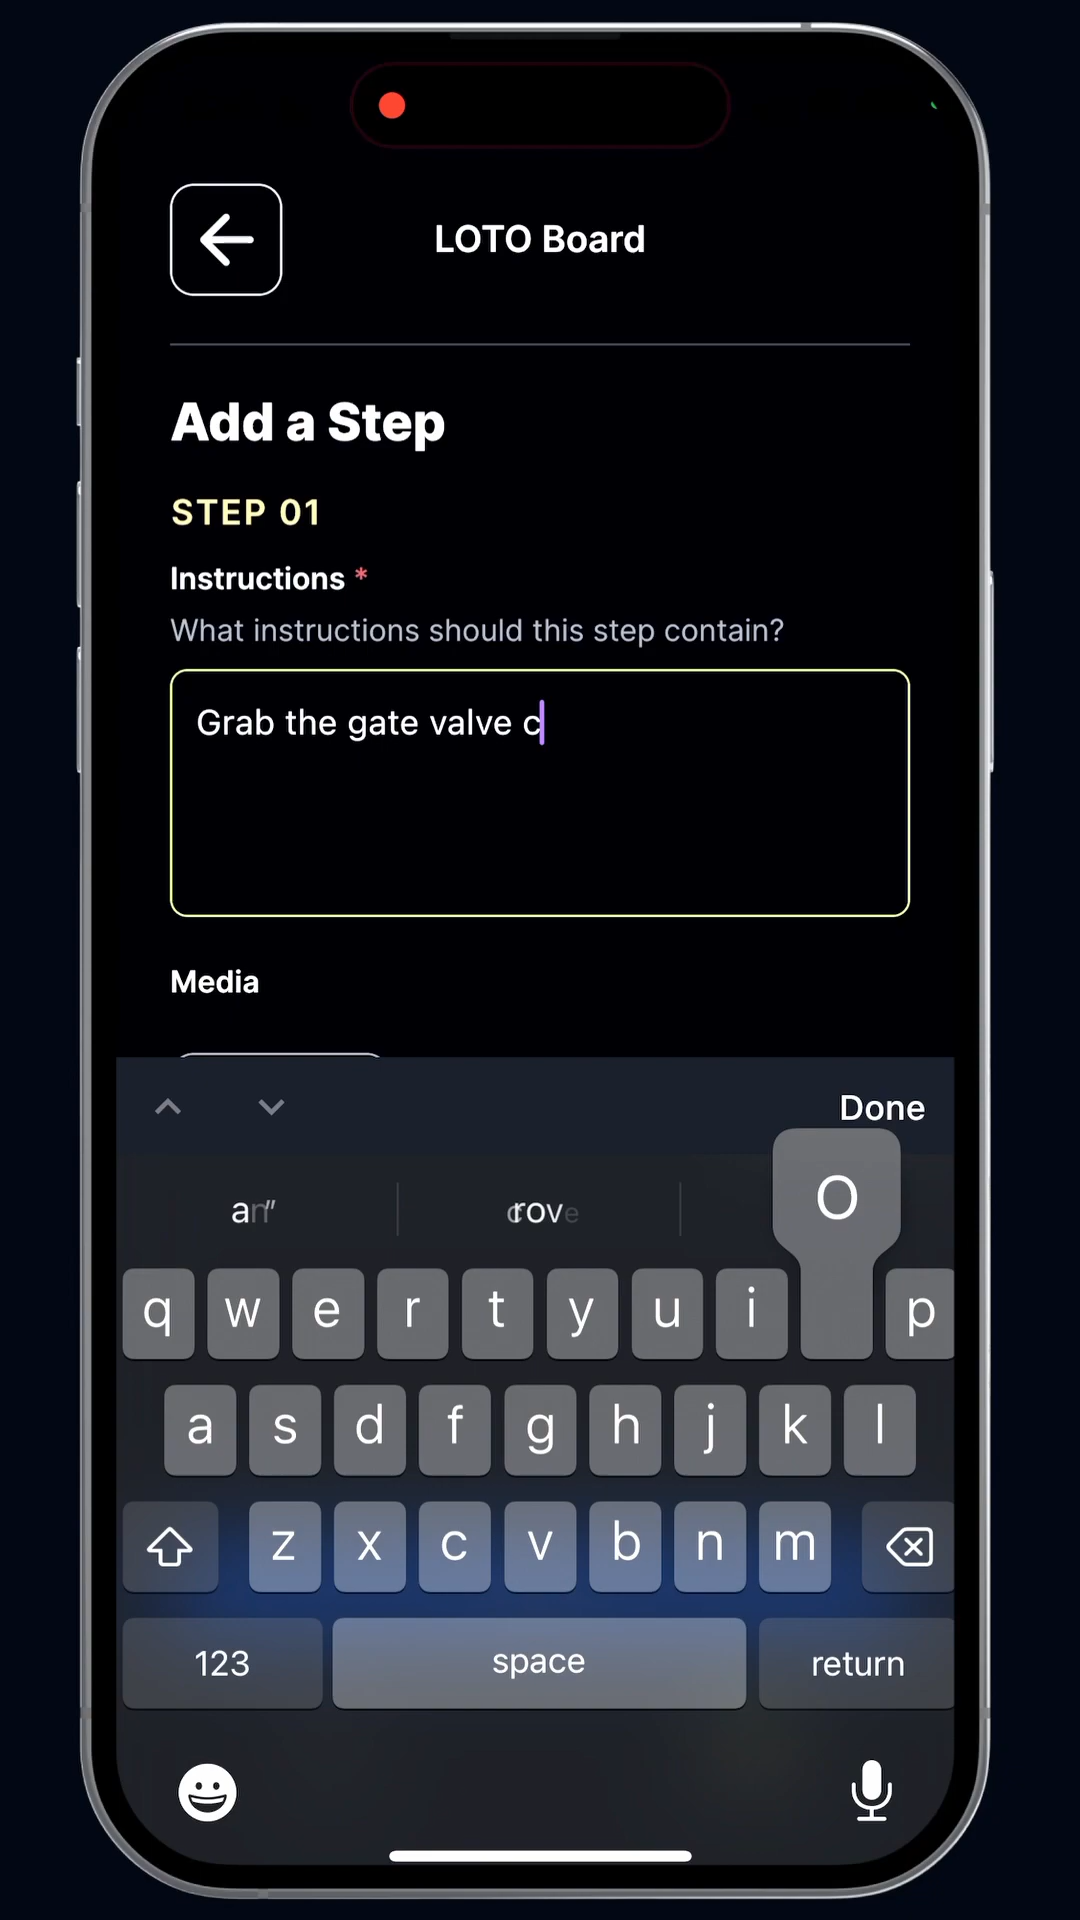 LOTO Board
Add a Step
STEP 01
Instructions *
What instructions should this step contain?
Grab the gate valve c
Media
Done
O
q w e r t y u i p
a s d f g h j k l
z x c v b n m
123 space return